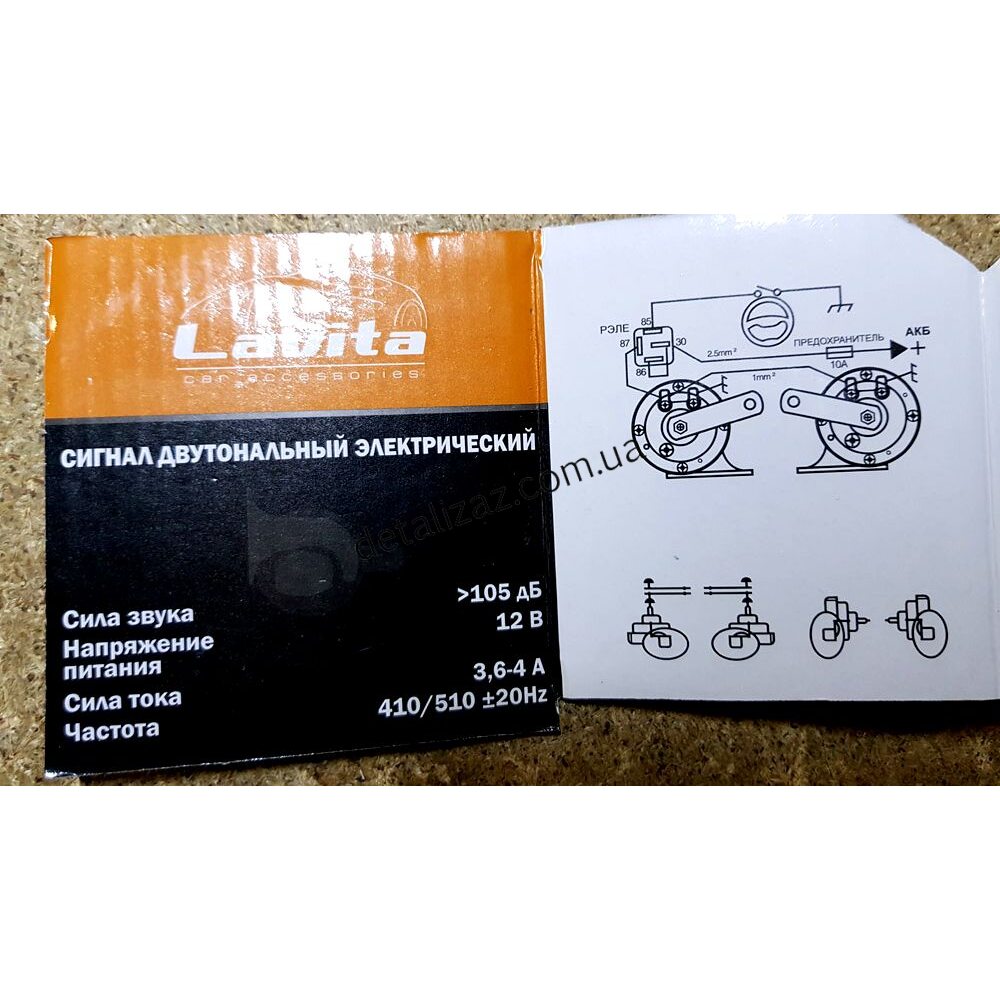 Lavita
car accessories
СИГНАЛ ДВУТОНАЛЬНЫЙ ЭЛЕКТРИЧЕСКИЙ
>105 дБ
Сила звука
12 В
Напряжение
питания
3,6-4 А
Сила тока
410/510 ±20Hz
Частота
detalizaz.com.ua
85
РЭЛЕ
87
30
86
2.5mm²
ПРЕДОХРАНИТЕЛЬ
10А
АКБ
+
1mm²